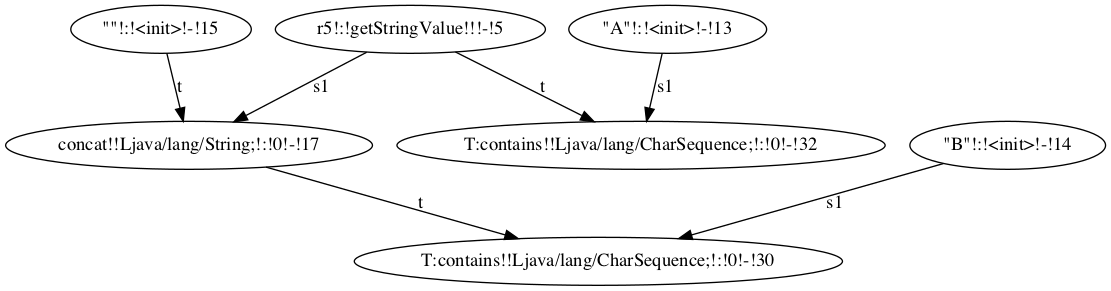 ""!:!<init>!-!15
r5!:!getStringValue!!!-!5
"A"!:!<init>!-!13
t
s1
t
s1
concat!!Ljava/lang/String;!:!0!-!17
T:contains!!Ljava/lang/CharSequence;!:!0!-!32
"B"!:!<init>!-!14
t
s1
T:contains!!Ljava/lang/CharSequence;!:!0!-!30